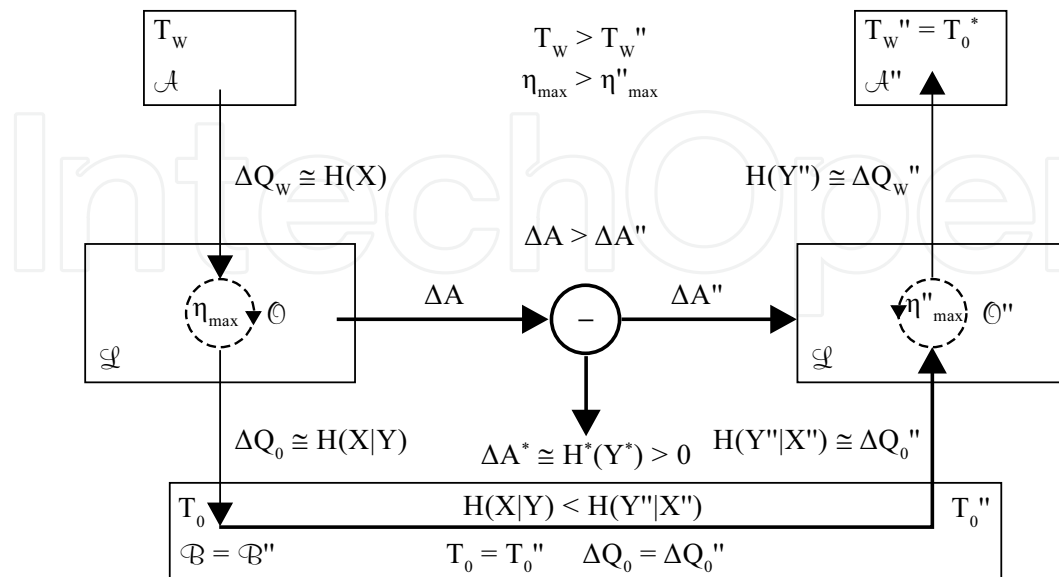 T_W
𝒜
T_W > T_W"
η_max > η"_max
T_W" = T_0^*
𝒜"
ΔQ_W ≅ H(X)
H(Y") ≅ ΔQ_W"
ΔA > ΔA"
η_max 𝒪
ℒ
ΔA
–
ΔA"
η"_max 𝒪"
ℒ
ΔQ_0 ≅ H(X|Y)
ΔA^* ≅ H^*(Y^*) > 0
H(Y"|X") ≅ ΔQ_0"
T_0
H(X|Y) < H(Y"|X")
T_0"
ℬ = ℬ"
T_0 = T_0" ΔQ_0 = ΔQ_0"
IntechOpen